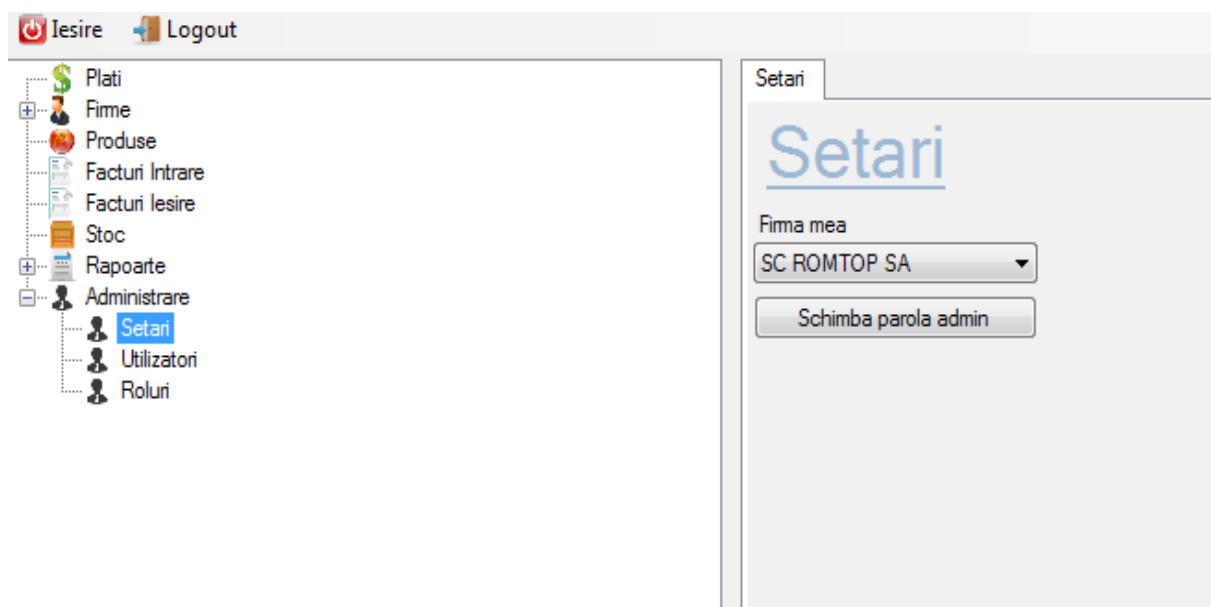 Iesire Logout
Plati
Firme
Produse
Facturi Intrare
Facturi Iesire
Stoc
Rapoarte
Administrare
Setari
Utilizatori
Roluri
Setari
Setari
Firma mea
SC ROMTOP SA
Schimba parola admin